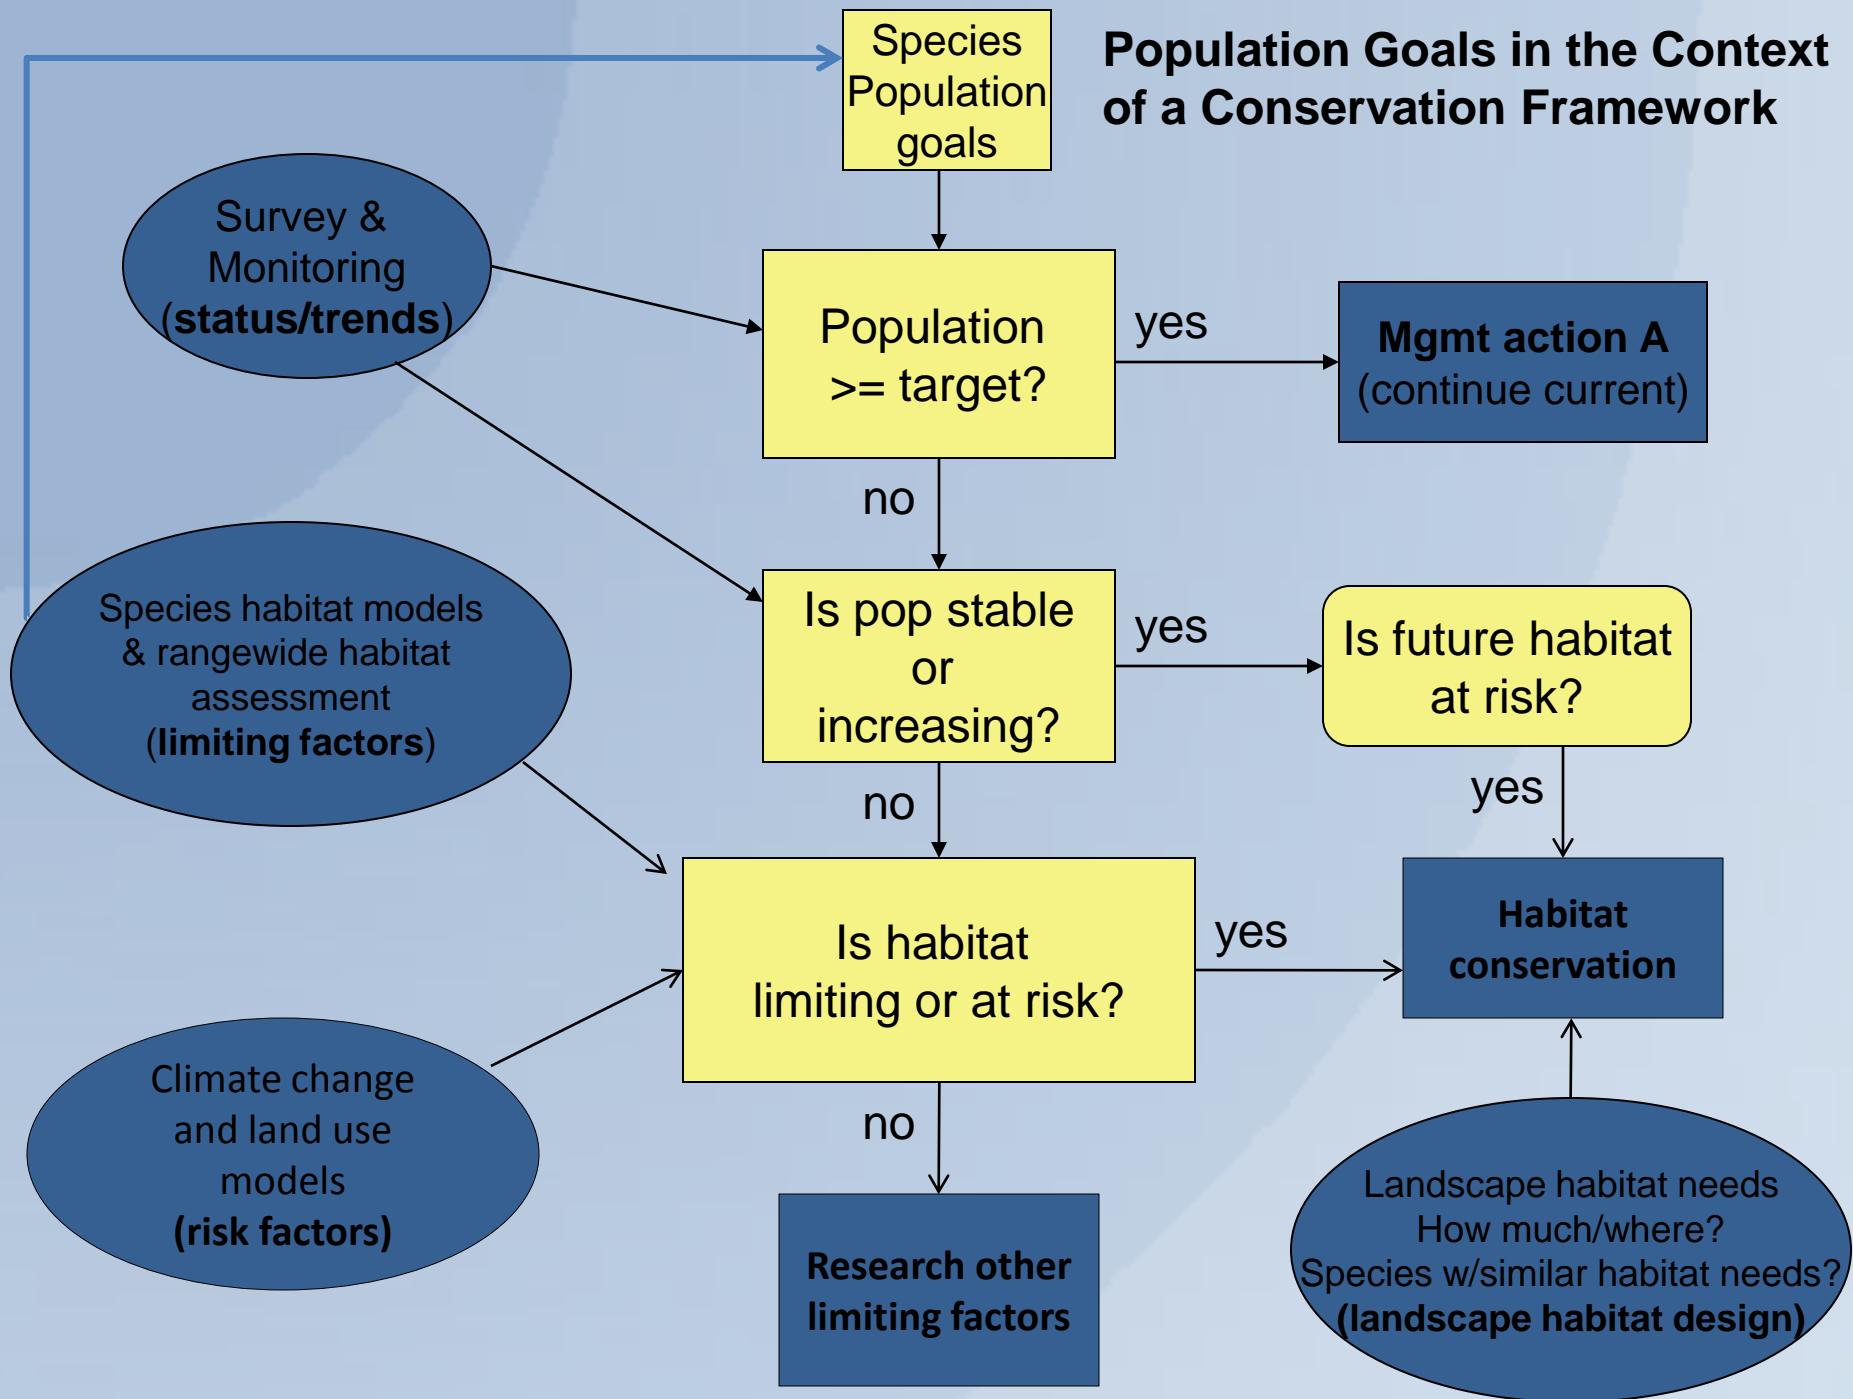 Species
Population
goals
Population Goals in the Context
of a Conservation Framework
Survey &
Monitoring
(status/trends)
Population
>= target?
yes
Mgmt action A
(continue current)
no
Species habitat models
& rangewide habitat
assessment
(limiting factors)
Is pop stable
or
increasing?
yes
Is future habitat
at risk?
no
yes
Is habitat
limiting or at risk?
yes
Habitat
conservation
Climate change
and land use
models
(risk factors)
no
Research other
limiting factors
Landscape habitat needs
How much/where?
Species w/similar habitat needs?
(landscape habitat design)